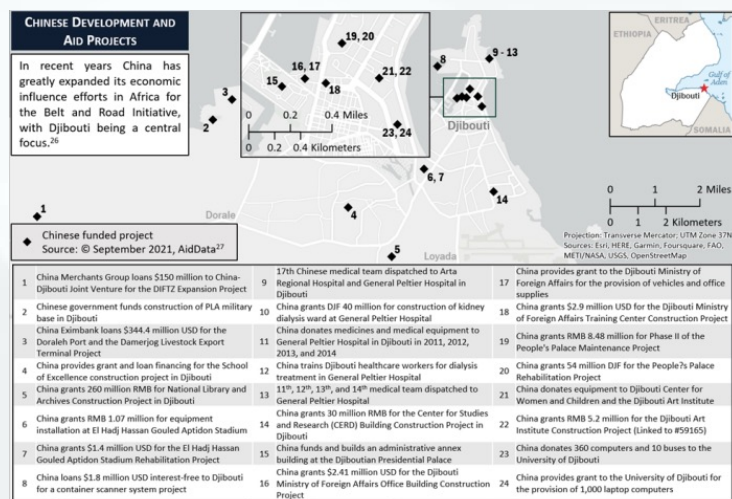 CHINESE DEVELOPMENT AND
AID PROJECTS
In recent years China has
greatly expanded its economic
influence efforts in Africa for
the Belt and Road Initiative,
with Djibouti being a central
focus.26
19, 20
16, 17
15
18
21, 22
23, 24
0 0.2 0.4 Miles
0 0.2 0.4 Kilometers
8
9 - 13
Djibouti
3
2
6, 7
14
1
Dorale
4
5
Loyada
ERITREA
ETHIOPIA
Gulf of
Aden
Djibouti
SOMALIA
0 1 2 Miles
0 1 2 Kilometers
Projection: Transverse Mercator; UTM Zone 37N
Sources: Esri, HERE, Garmin, Foursquare, FAO,
METI/NASA, USGS, OpenStreetMap
Chinese funded project
Source: © September 2021, AidData27
1 China Merchants Group loans $150 million to China-
Djibouti Joint Venture for the DIFTZ Expansion Project
2 Chinese government funds construction of PLA military
base in Djibouti
3 China Eximbank loans $344.4 million USD for the
Doraleh Port and the Damerjog Livestock Export
Terminal Project
4 China provides grant and loan financing for the School
of Excellence construction project in Djibouti
5 China grants 260 million RMB for National Library and
Archives Construction Project in Djibouti
6 China grants RMB 1.07 million for equipment
installation at El Hadj Hassan Gouled Aptidon Stadium
7 China grants $1.4 million USD for the El Hadj Hassan
Gouled Aptidon Stadium Rehabilitation Project
8 China loans $1.8 million USD interest-free to Djibouti
for a container scanner system project
9 17th Chinese medical team dispatched to Arta
Regional Hospital and General Peltier Hospital in
Djibouti
10 China grants DJF 40 million for construction of kidney
dialysis ward at General Peltier Hospital
11 China donates medicines and medical equipment to
General Peltier Hospital in Djibouti in 2011, 2012,
2013, and 2014
12 China trains Djibouti healthcare workers for dialysis
treatment in General Peltier Hospital
13 11th, 12th, 13th, and 14th medical team dispatched to
General Peltier Hospital
14 China grants 30 million RMB for the Center for Studies
and Research (CERD) Building Construction Project in
Djibouti
15 China funds and builds an administrative annex
building at the Djiboutian Presidential Palace
16 China grants $2.41 million USD for the Djibouti
Ministry of Foreign Affairs Office Building Construction
Project
17 China provides grant to the Djibouti Ministry of
Foreign Affairs for the provision of vehicles and office
supplies
18 China grants $2.9 million USD for the Djibouti Ministry
of Foreign Affairs Training Center Construction Project
19 China grants RMB 8.48 million for Phase II of the
People's Palace Maintenance Project
20 China grants 54 million DJF for the People?s Palace
Rehabilitation Project
21 China donates equipment to Djibouti Center for
Women and Children and the Djibouti Art Institute
22 China grants RMB 5.2 million for the Djibouti Art
Institute Construction Project (Linked to #59165)
23 China donates 360 computers and 10 buses to the
University of Djibouti
24 China provides grant to the University of Djibouti for
the provision of 1,000 laptop computers